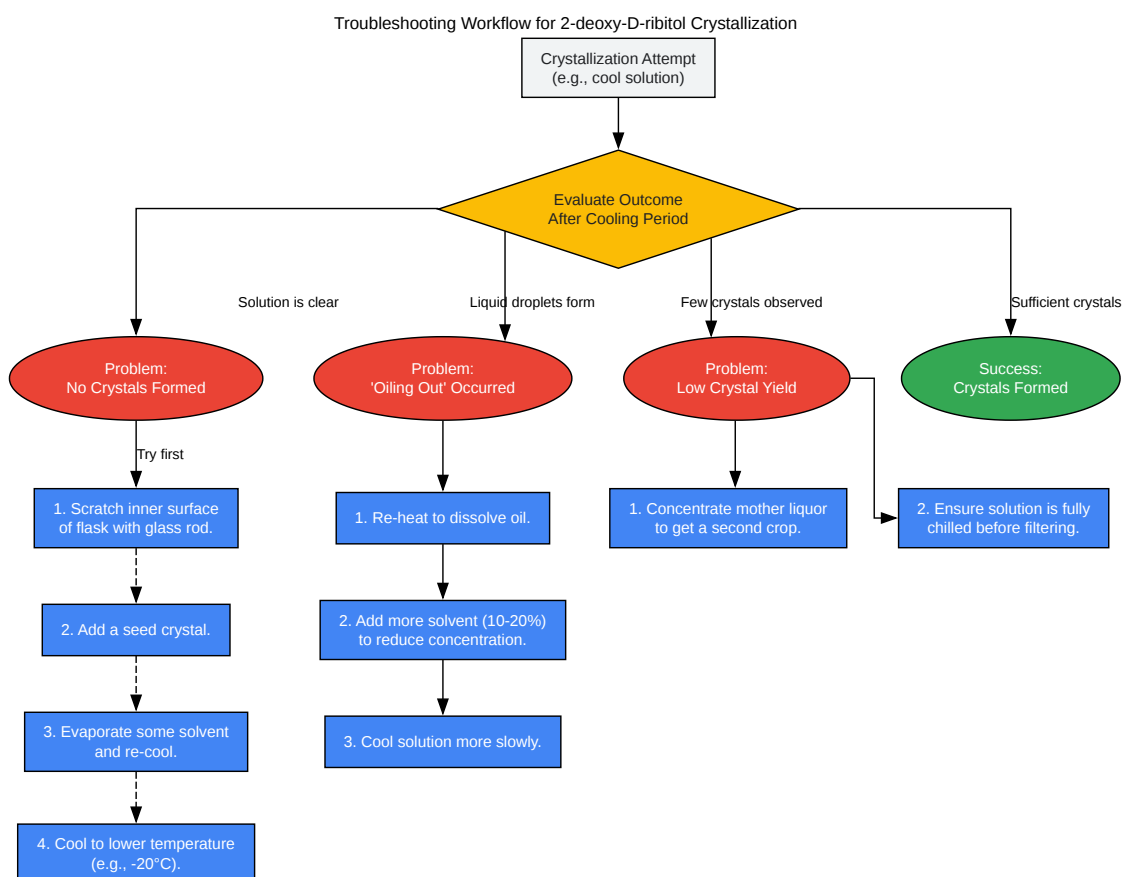 Troubleshooting Workflow for 2-deoxy-D-ribitol Crystallization
Crystallization Attempt
(e.g., cool solution)
Evaluate Outcome
After Cooling Period
Solution is clear
Liquid droplets form
Few crystals observed
Sufficient crystals
Problem:
No Crystals Formed
Problem:
'Oiling Out' Occurred
Problem:
Low Crystal Yield
Success:
Crystals Formed
Try first
1. Scratch inner surface
of flask with glass rod.
1. Re-heat to dissolve oil.
1. Concentrate mother liquor
to get a second crop.
2. Ensure solution is fully
chilled before filtering.
2. Add a seed crystal.
2. Add more solvent (10-20%)
to reduce concentration.
3. Evaporate some solvent
and re-cool.
3. Cool solution more slowly.
4. Cool to lower temperature
(e.g., -20°C).